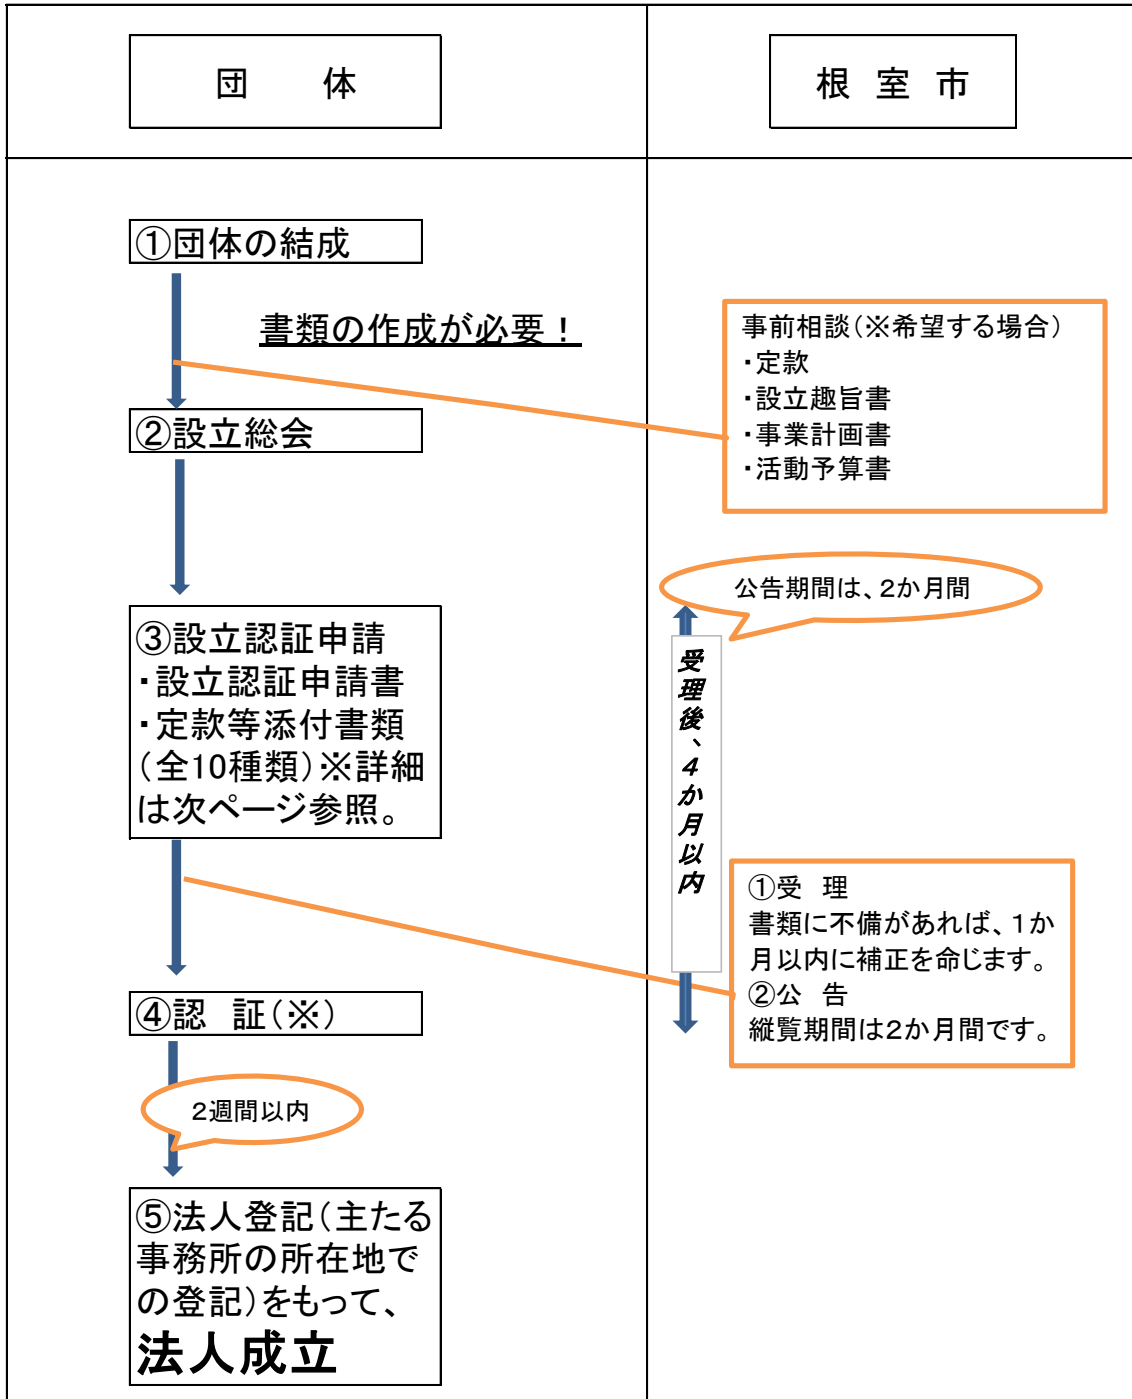 団　体
根 室 市
①団体の結成
書類の作成が必要！
事前相談（※希望する場合）
・定款
・設立趣旨書
・事業計画書
・活動予算書
②設立総会
公告期間は、２か月間
③設立認証申請
・設立認証申請書
・定款等添付書類
（全10種類）※詳細
は次ページ参照。
受理後、４か月以内
①受　理
書類に不備があれば、１か
月以内に補正を命じます。
②公　告
縦覧期間は２か月間です。
④認　証（※）
２週間以内
⑤法人登記（主たる
事務所の所在地で
の登記）をもって、
法人成立